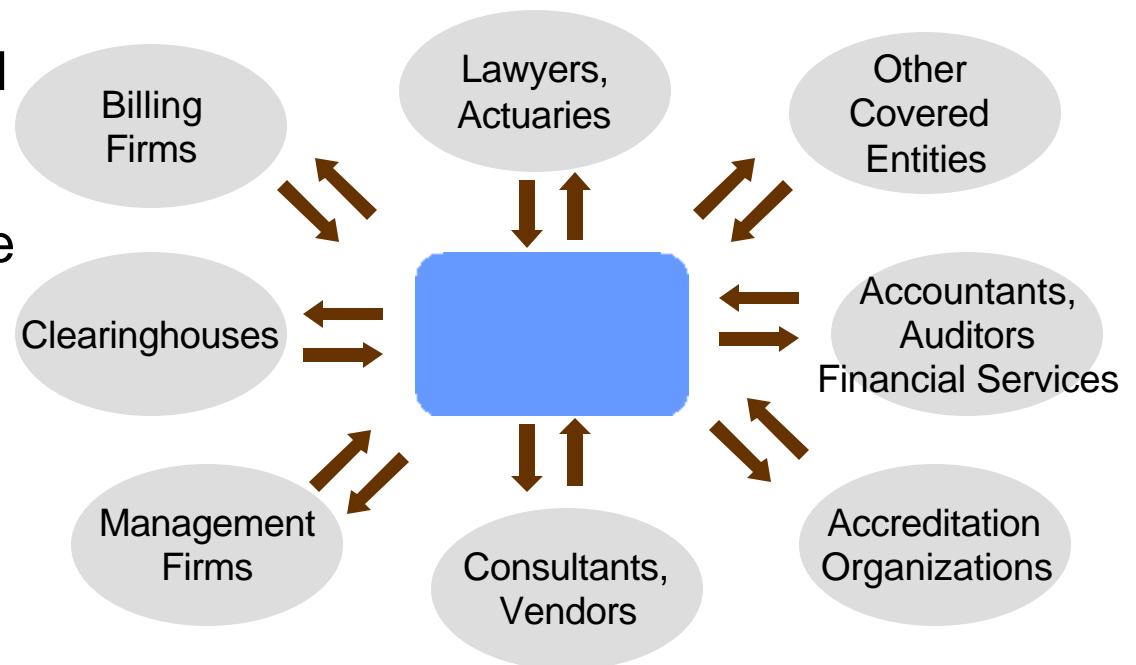 Billing
Firms
Lawyers,
Actuaries
Other
Covered
Entities
Clearinghouses
Accountants,
Auditors
Financial Services
Management
Firms
Consultants,
Vendors
Accreditation
Organizations